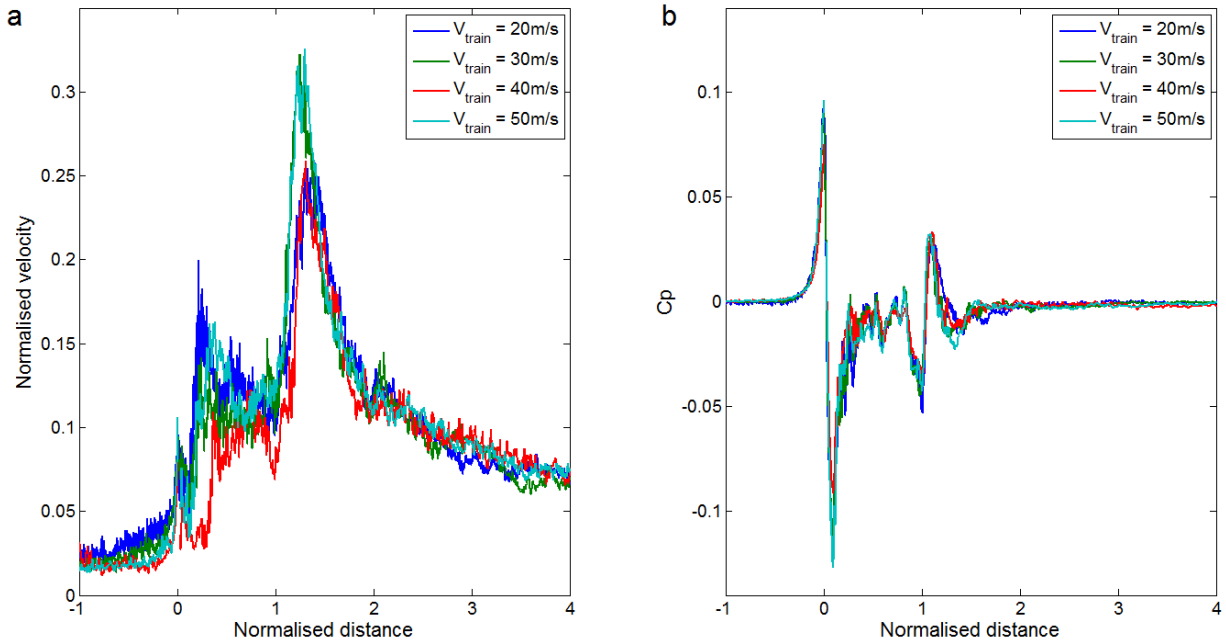 a
V_train = 20m/s
V_train = 30m/s
V_train = 40m/s
V_train = 50m/s
Normalised velocity
0.3
0.25
0.2
0.15
0.1
0.05
0
-1 0 1 2 3 4
Normalised distance
b
V_train = 20m/s
V_train = 30m/s
V_train = 40m/s
V_train = 50m/s
Cp
0.1
0.05
0
-0.05
-0.1
-1 0 1 2 3 4
Normalised distance